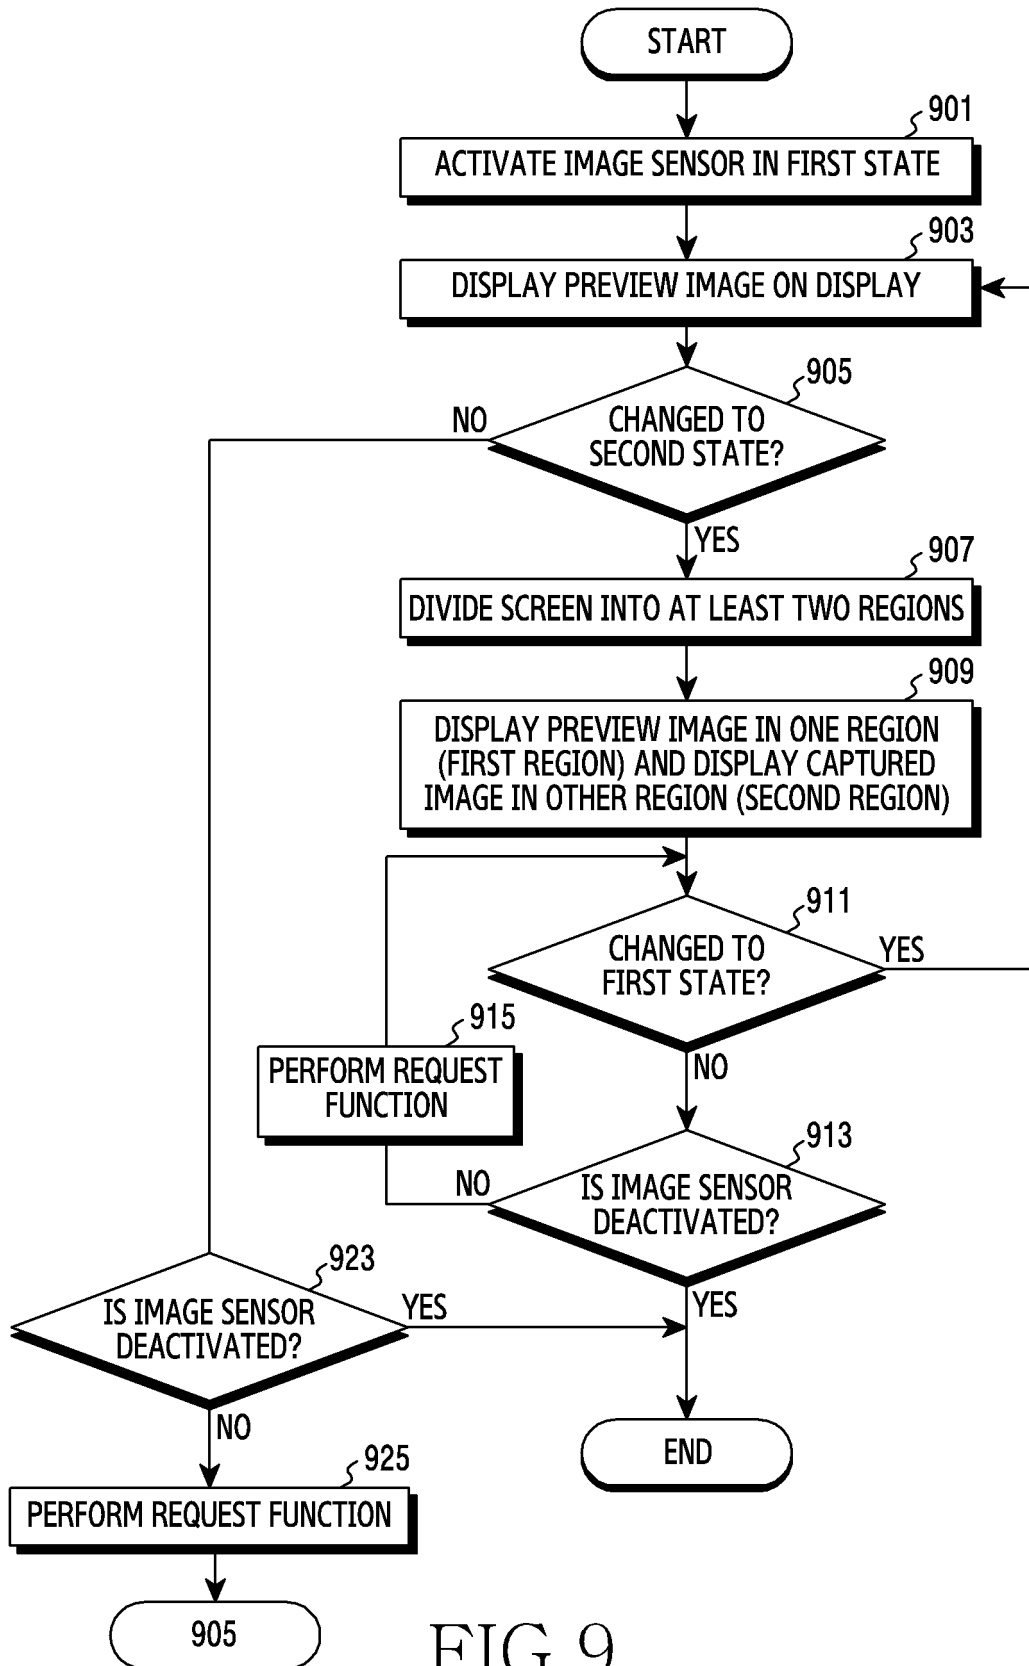 START
901
ACTIVATE IMAGE SENSOR IN FIRST STATE
903
DISPLAY PREVIEW IMAGE ON DISPLAY
905
CHANGED TO
SECOND STATE?
NO
YES
907
DIVIDE SCREEN INTO AT LEAST TWO REGIONS
909
DISPLAY PREVIEW IMAGE IN ONE REGION
(FIRST REGION) AND DISPLAY CAPTURED
IMAGE IN OTHER REGION (SECOND REGION)
911
CHANGED TO
FIRST STATE?
YES
NO
915
PERFORM REQUEST
FUNCTION
913
IS IMAGE SENSOR
DEACTIVATED?
NO
YES
923
IS IMAGE SENSOR
DEACTIVATED?
YES
NO
END
925
PERFORM REQUEST FUNCTION
905
FIG.9